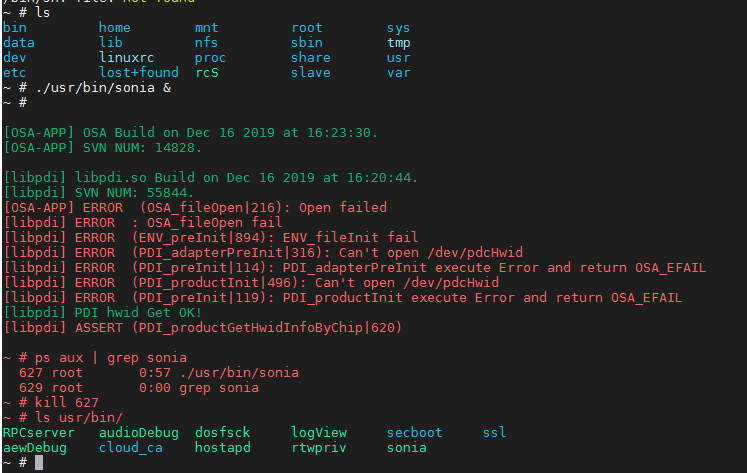 ~ # ls
bin home mnt root sys
data lib nfs sbin tmp
dev linuxrc proc share usr
etc lost+found rcS slave var
~ # ./usr/bin/sonia &
~ #
[OSA-APP] OSA Build on Dec 16 2019 at 16:23:30.
[OSA-APP] SVN NUM: 14828.
[libpdi] libpdi.so Build on Dec 16 2019 at 16:20:44.
[libpdi] SVN NUM: 55844.
[OSA-APP] ERROR (OSA_fileOpen|216): Open failed
[libpdi] ERROR : OSA_fileOpen fail
[libpdi] ERROR (ENV_preInit|894): ENV_fileInit fail
[libpdi] ERROR (PDI_adapterPreInit|316): Can't open /dev/pdcHwid
[libpdi] ERROR (PDI_preInit|114): PDI_adapterPreInit execute Error and return OSA_EFAIL
[libpdi] ERROR (PDI_productInit|496): Can't open /dev/pdcHwid
[libpdi] ERROR (PDI_preInit|119): PDI_productInit execute Error and return OSA_EFAIL
[libpdi] PDI hwid Get OK!
[libpdi] ASSERT (PDI_productGetHwidInfoByChip|620)
~ # ps aux | grep sonia
627 root 0:57 ./usr/bin/sonia
629 root 0:00 grep sonia
~ # kill 627
~ # ls usr/bin/
RPCserver audioDebug dosfsck logView secboot ssl
aewDebug cloud_ca hostapd rtwpriv sonia
~ #